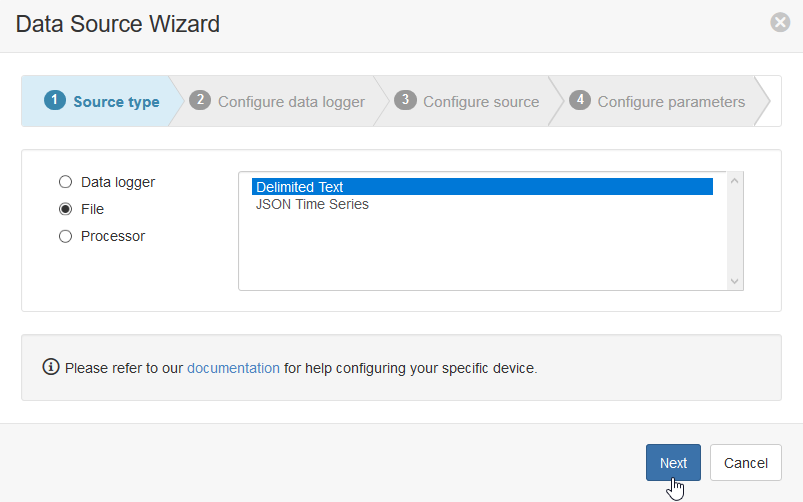 Data Source Wizard
1 Source type 2 Configure data logger 3 Configure source 4 Configure parameters
Data logger
File
Processor
Delimited Text
JSON Time Series
Please refer to our documentation for help configuring your specific device.
Next Cancel